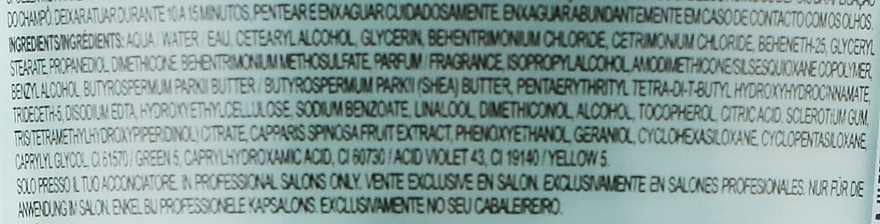 DO CHAMPÔ. DEIXAR ATUAR DURANTE 10 A 15 MINUTOS, PENTEAR E ENXAGUAR CUIDADOSAMENTE. ENXAGUAR ABUNDANTEMENTE EM CASO DE CONTACTO COM OS OLHOS.
INGREDIENTS/INGRÉDIENTS: AQUA / WATER / EAU, CETEARYL ALCOHOL, GLYCERIN, BEHENTRIMONIUM CHLORIDE, CETRIMONIUM CHLORIDE, BEHENETH-25, GLYCERYL
STEARATE, PROPANEDIOL, DIMETHICONE, BEHENTRIMONIUM METHOSULFATE, PARFUM / FRAGRANCE, ISOPROPYL ALCOHOL, AMODIMETHICONE/SILSESQUIOXANE COPOLYMER,
BENZYL ALCOHOL, BUTYROSPERMUM PARKII BUTTER / BUTYROSPERMUM PARKII (SHEA) BUTTER, PENTAERYTHRITYL TETRA-DI-T-BUTYL HYDROXYHYDROCINNAMATE,
TRIDECETH-5, DISODIUM EDTA, HYDROXYETHYLCELLULOSE, SODIUM BENZOATE, LINALOOL, DIMETHICONOL, ALCOHOL, TOCOPHEROL, CITRIC ACID, SCLEROTIUM GUM,
TRIS(TETRAMETHYLHYDROXYPIPERIDINOL) CITRATE, CAPPARIS SPINOSA FRUIT EXTRACT, PHENOXYETHANOL, GERANIOL, CYCLOHEXASILOXANE, CYCLOPENTASILOXANE,
CAPRYLYL GLYCOL, CI 61570 / GREEN 5, CAPRYLHYDROXAMIC ACID, CI 60730 / ACID VIOLET 43, CI 19140 / YELLOW 5.
SOLO PRESSO IL TUO ACCONCIATORE. IN PROFESSIONAL SALONS ONLY. VENTE EXCLUSIVE EN SALON. EXCLUSIVAMENTE EN SALONES PROFESIONALES. NUR FÜR DIE
ANWENDUNG IM SALON. ENKEL BIJ PROFESSIONELE KAPSALONS. EXCLUSIVAMENTE NO SEU CABALEIREIRO.